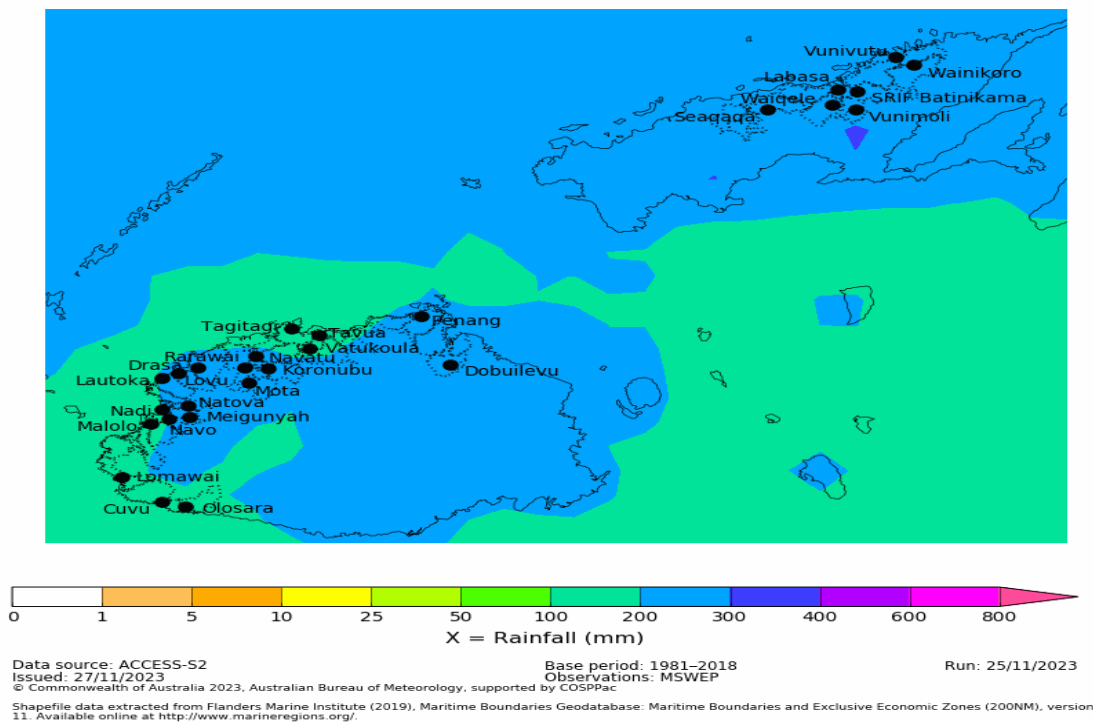 Vunivutu
Wainikoro
Labasa
SRIF Batinikama
Waiqele
Seaqaqa
Vunimoli
Penang
Tagitagi
Tavua
Vatukoula
Rarawai
Navatu
Drasa
Koronubu
Dobuilevu
Lautoka
Lovu
Mota
Natova
Nadi
Meigunyah
Malolo
Navo
Lomawai
Cuvu
Olosara
0 1 5 10 25 50 100 200 300 400 600 800
X = Rainfall (mm)
Data source: ACCESS-S2 Base period: 1981–2018 Run: 25/11/2023
Issued: 27/11/2023 Observations: MSWEP
© Commonwealth of Australia 2023, Australian Bureau of Meteorology, supported by COSPPac
Shapefile data extracted from Flanders Marine Institute (2019), Maritime Boundaries Geodatabase: Maritime Boundaries and Exclusive Economic Zones (200NM), version
11. Available online at http://www.marineregions.org/.